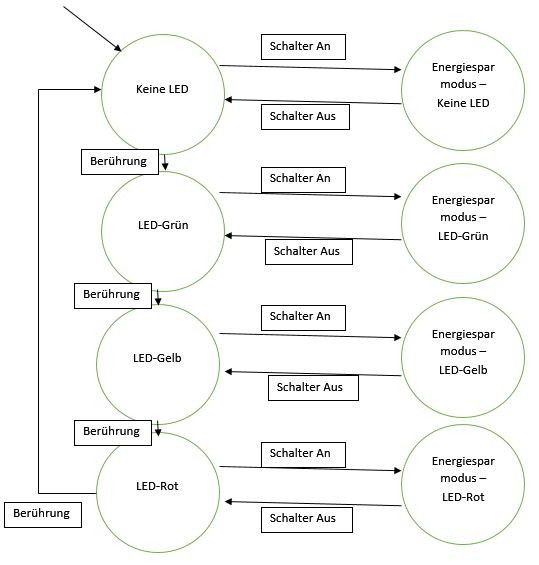 Schalter An
Keine LED
Energiespar
modus –
Keine LED
Schalter Aus
Berührung
Schalter An
LED-Grün
Energiespar
modus –
LED-Grün
Schalter Aus
Berührung
Schalter An
LED-Gelb
Energiespar
modus –
LED-Gelb
Schalter Aus
Berührung
Schalter An
LED-Rot
Energiespar
modus –
LED-Rot
Schalter Aus
Berührung